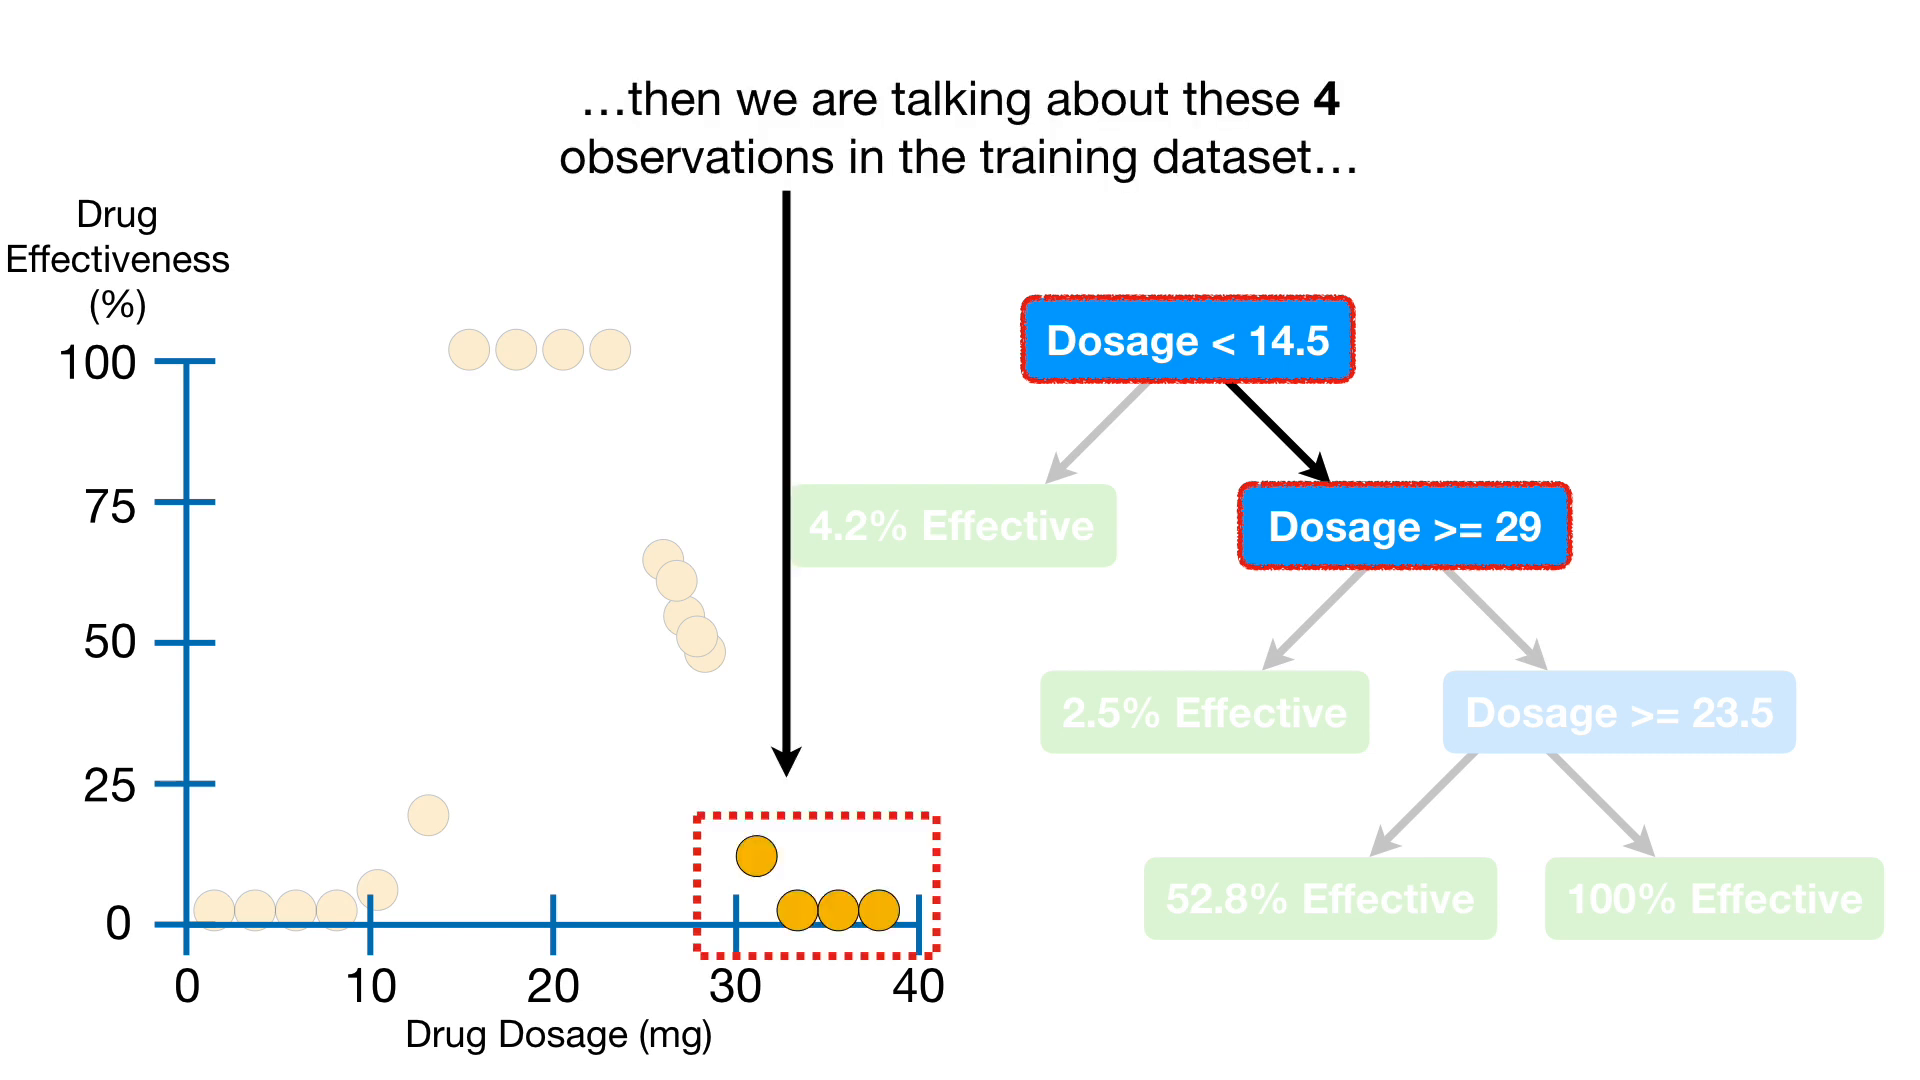 …then we are talking about these 4
observations in the training dataset…
Drug
Effectiveness
(%)
100
75
50
25
0
0
10
20
30
40
Drug Dosage (mg)
Dosage < 14.5
4.2% Effective
Dosage >= 29
2.5% Effective
Dosage >= 23.5
52.8% Effective
100% Effective